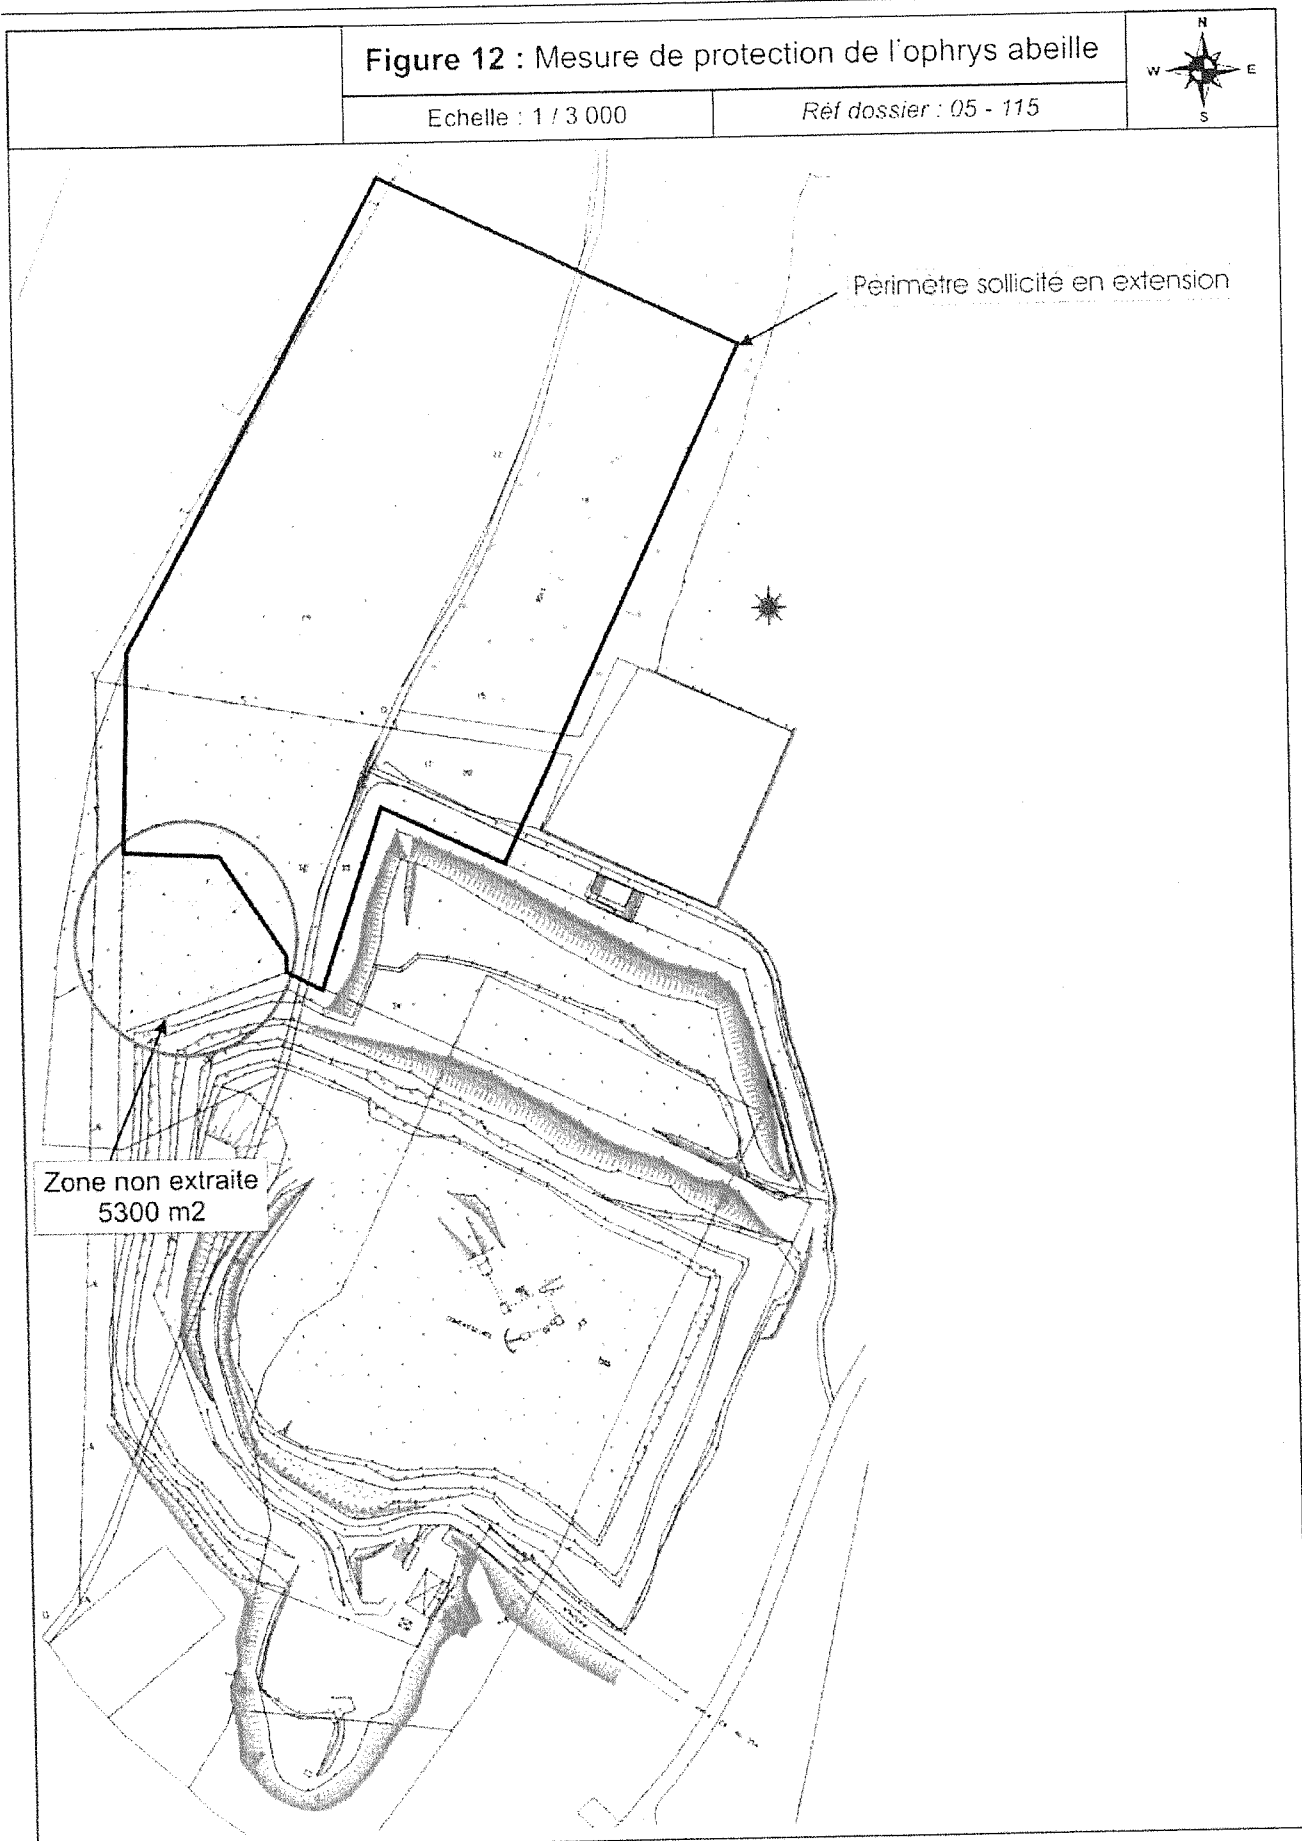 Figure 12 : Mesure de protection de l'ophrys abeille
Echelle : 1 / 3 000
Réf dossier : 05 - 115
N
W
E
S
Périmètre sollicité en extension
Zone non extraite
5300 m2